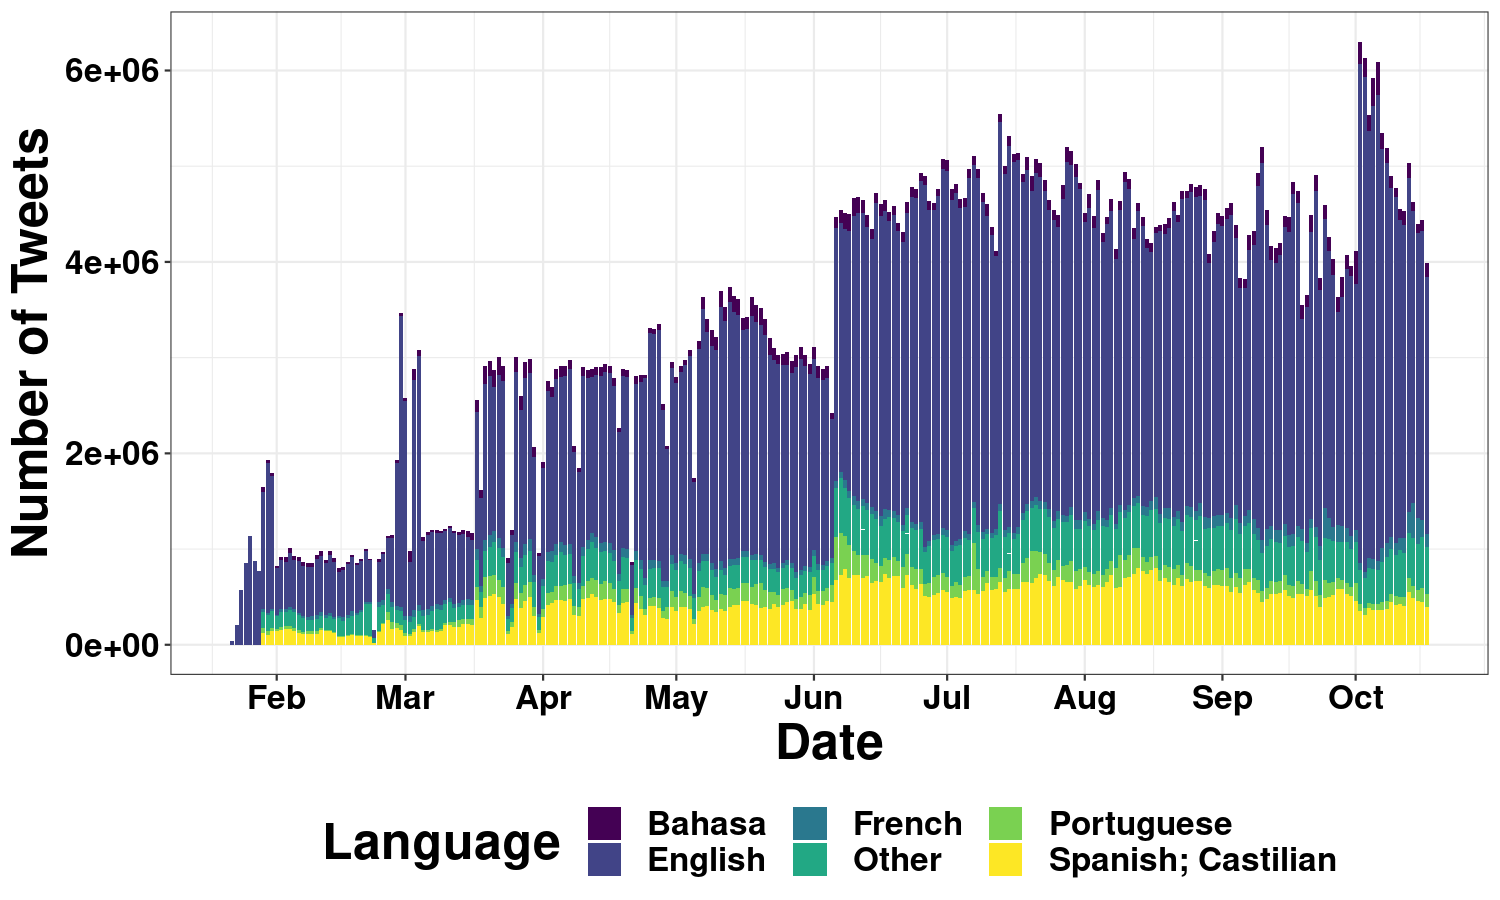 Number of Tweets
6e+06
4e+06
2e+06
0e+00
Feb Mar Apr May Jun Jul Aug Sep Oct
Date
Language
Bahasa French Portuguese
English Other Spanish; Castilian